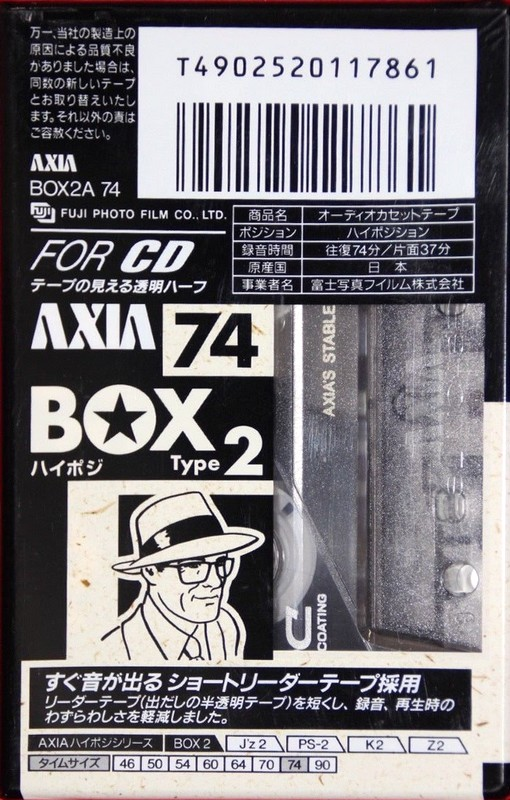 万一、当社の製造上の
原因による品質不良
がありました場合は、
同数の新しいテープ
とお取り替えいたし
ます。それ以外の責は
ご容赦ください。
T4902520117861
AXIA
BOX2A 74
FUJI PHOTO FILM CO., LTD.
商品名 オーディオカセットテープ
ポジション ハイポジション
録音時間 往復74分/片面37分
原産国 日本
事業者名 富士写真フイルム株式会社
FOR CD
テープの見える透明ハーフ
AXIA 74
BOX
ハイポジ Type 2
AXIA'S STABLE
COATING
すぐ音が出るショートリーダーテープ採用
リーダーテープ(出だしの半透明テープ)を短くし、録音、再生時の
わずらわしさを軽減しました。
AXIAハイポジシリーズ BOX 2 J'z 2 PS-2 K2 Z2
タイムサイズ 46 50 54 60 64 70 74 90